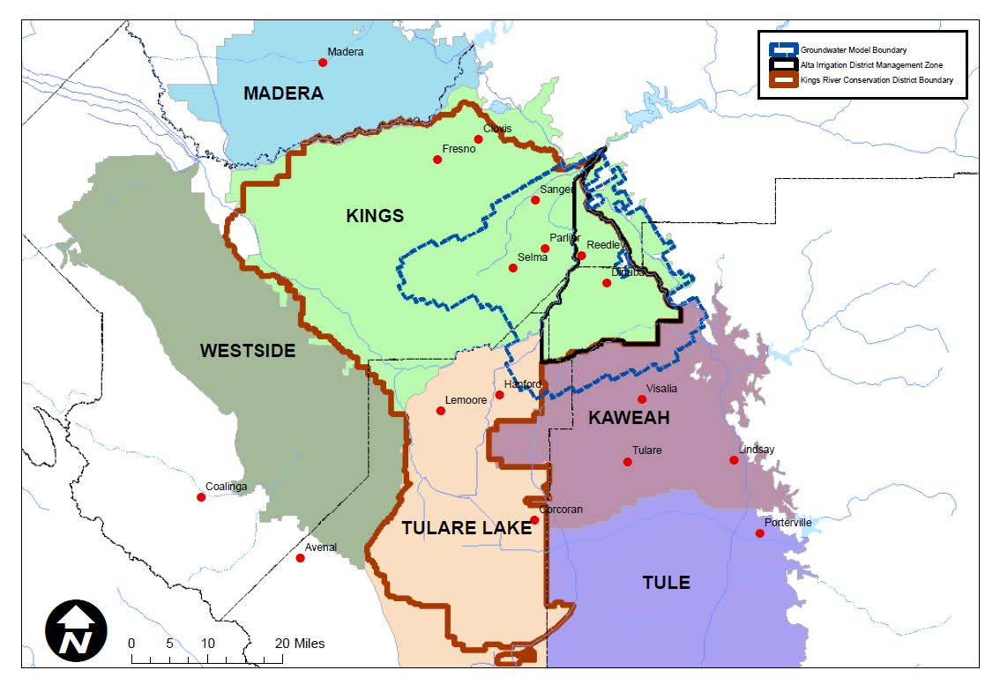 Groundwater Model Boundary
Alta Irrigation District Management Zone
Kings River Conservation District Boundary
Madera
MADERA
Clovis
Fresno
Sanger
KINGS
Parlier
Reedley
Selma
Dinuba
WESTSIDE
Hanford
Visalia
Lemoore
KAWEAH
Tulare
Lindsay
Coalinga
Corcoran
TULARE LAKE
Porterville
Avenal
TULE
N
0 5 10 20 Miles